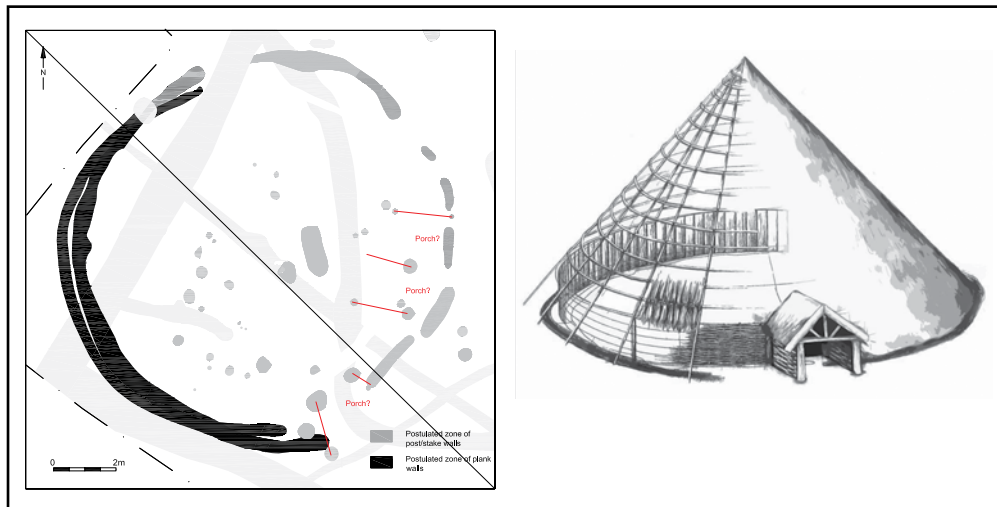 N
Porch?
Porch?
Porch?
Postulated zone of
post/stake walls
Postulated zone of plank
walls
0 2m